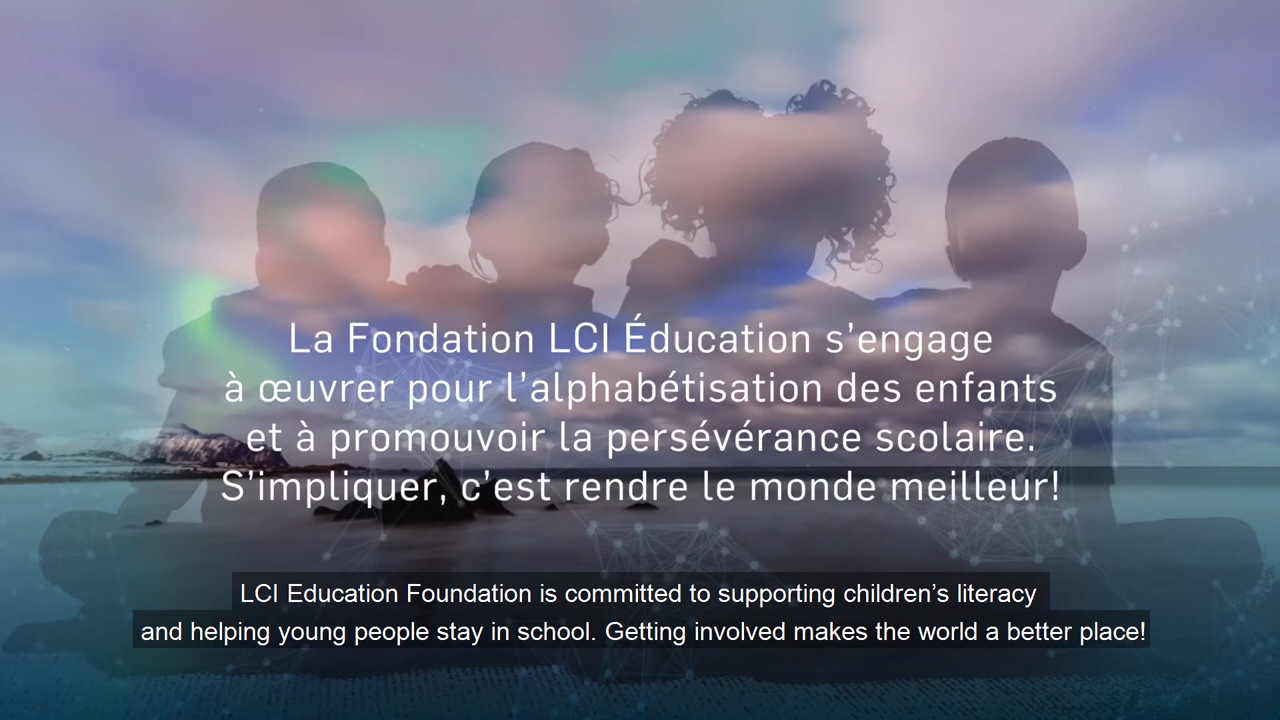 La Fondation LCI Éducation s’engage
à œuvrer pour l’alphabétisation des enfants
et à promouvoir la persévérance scolaire.
S’impliquer, c’est rendre le monde meilleur!
LCI Education Foundation is committed to supporting children’s literacy
and helping young people stay in school. Getting involved makes the world a better place!